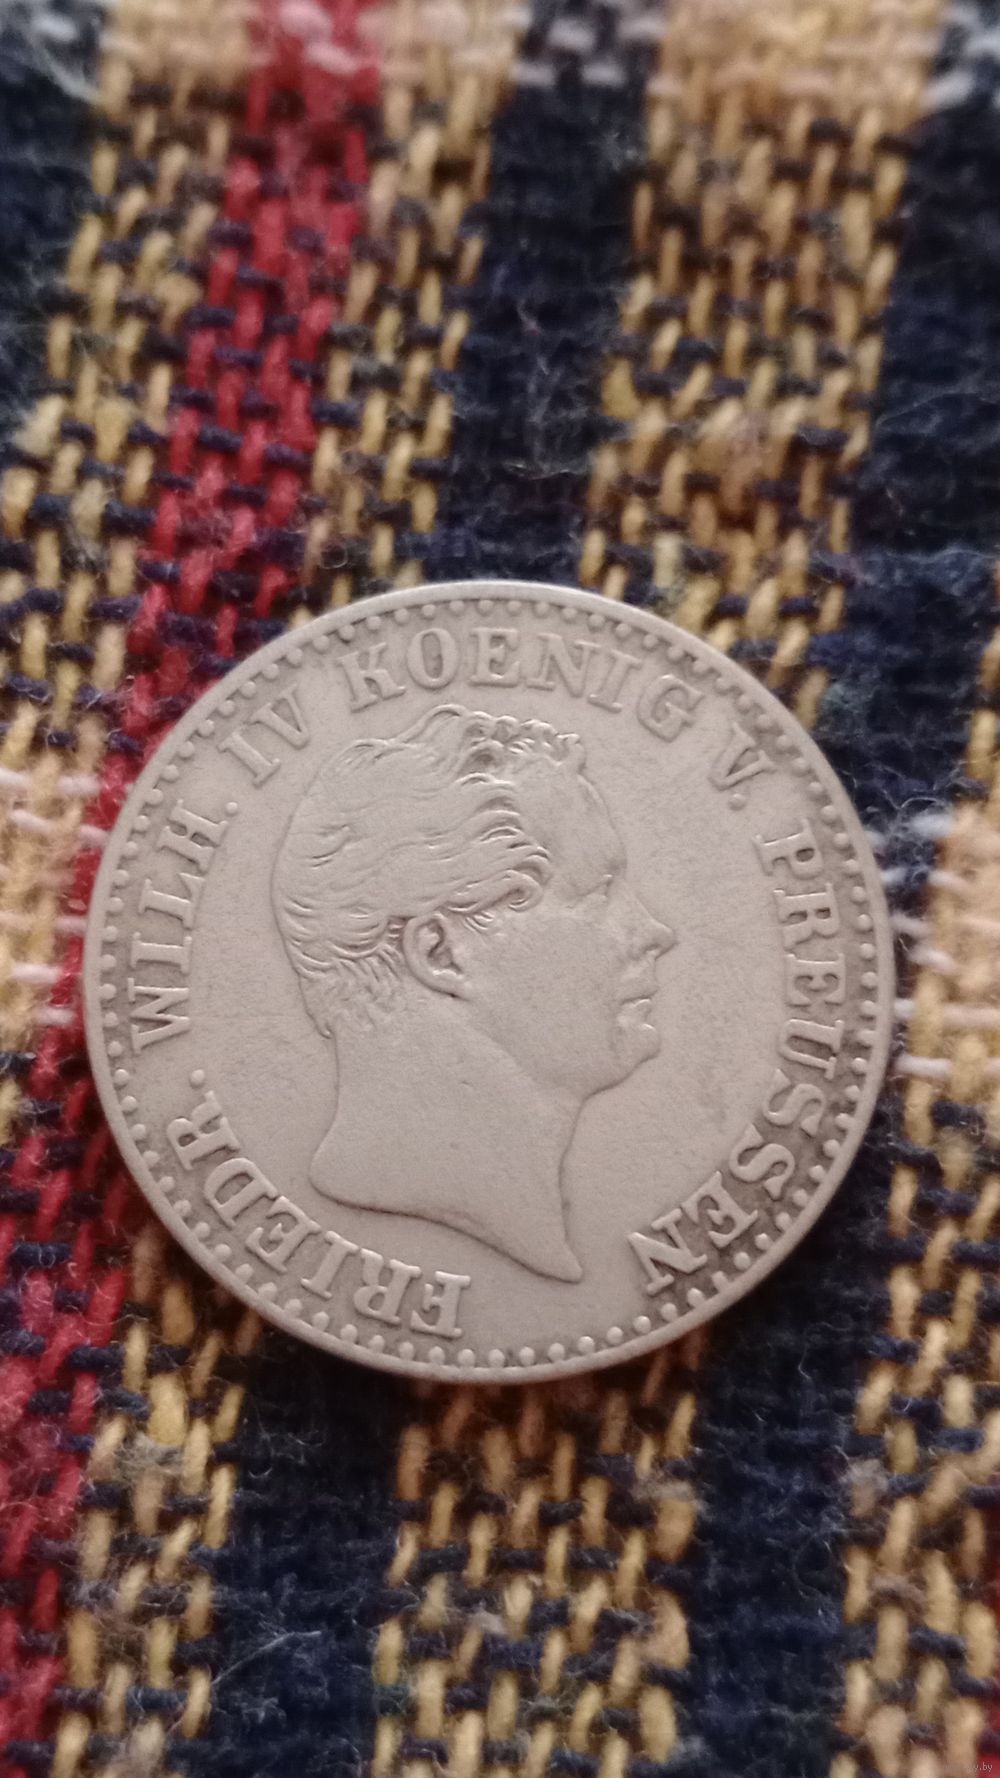 FRIEDR. WILH. IV KOENIG V. PREUSSEN